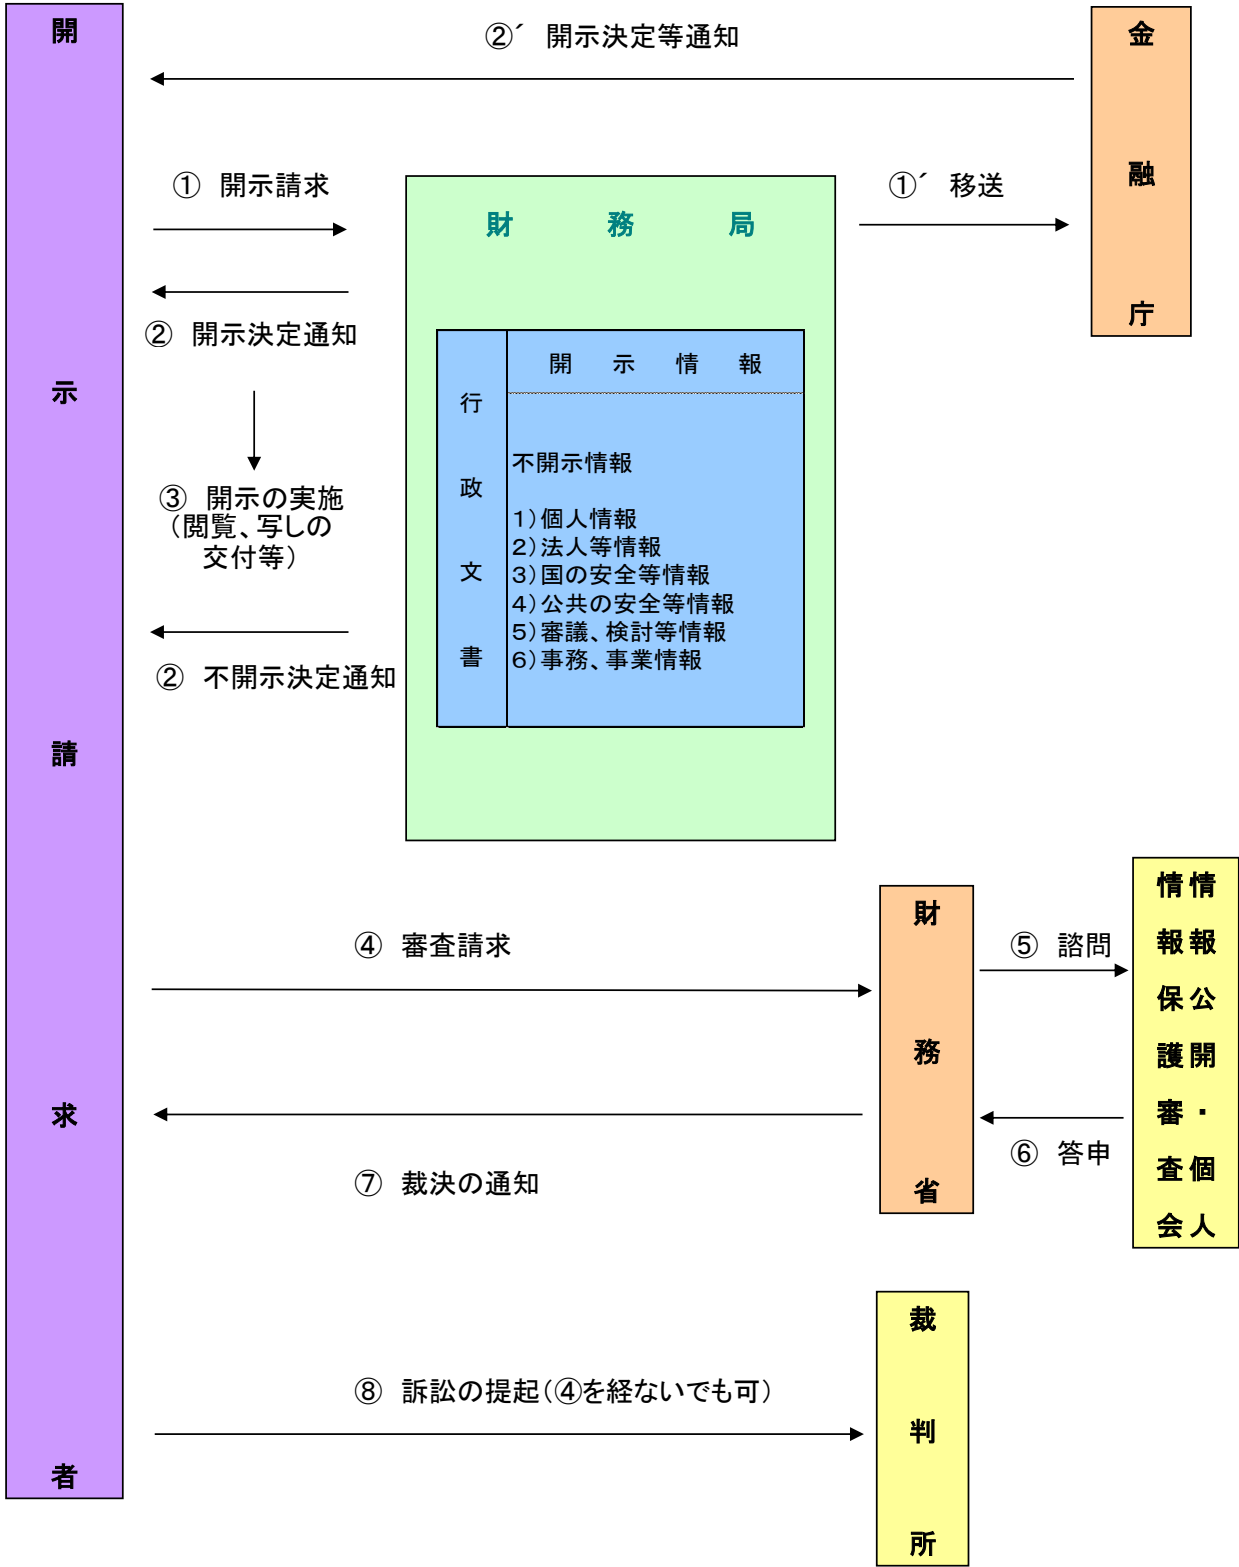 開示請求者
②´ 開示決定等通知
金融庁
① 開示請求
①´ 移送
財務局
② 開示決定通知
行政文書
開示情報
不開示情報
1)個人情報
2)法人等情報
3)国の安全等情報
4)公共の安全等情報
5)審議、検討等情報
6)事務、事業情報
③ 開示の実施
(閲覧、写しの
交付等)
② 不開示決定通知
④ 審査請求
財務省
⑤ 諮問
情報公開・個人
情報保護審査会
⑥ 答申
⑦ 裁決の通知
⑧ 訴訟の提起(④を経ないでも可)
裁判所